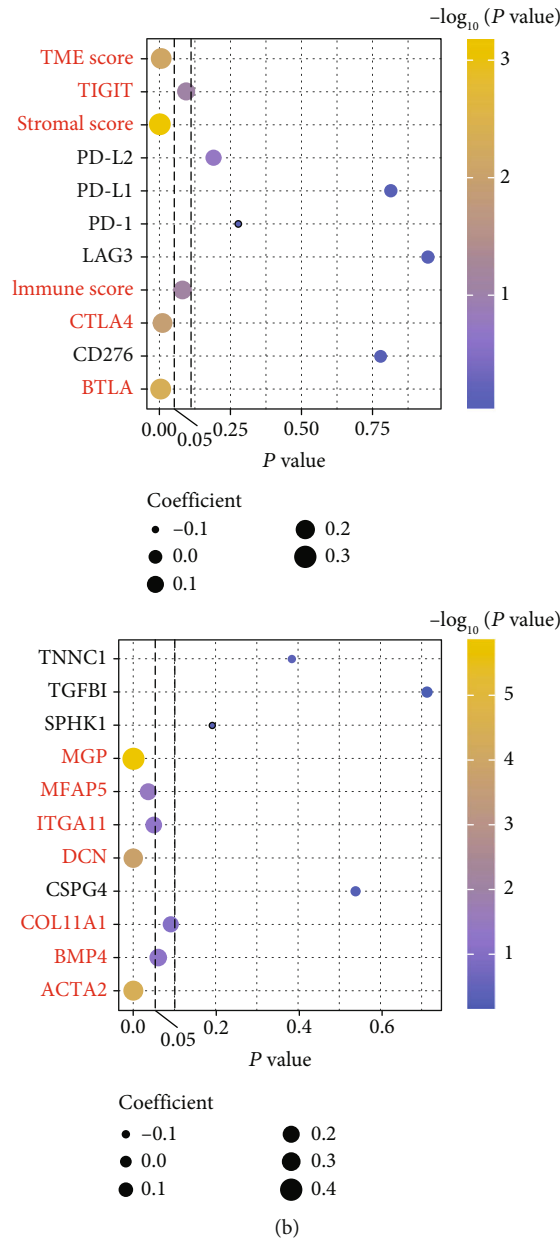 –log10 (P value)
TME score
TIGIT
Stromal score
PD-L2
PD-L1
PD-1
LAG3
Immune score
CTLA4
CD276
BTLA
3
2
1
0.00
0.05
0.25
0.50
0.75
P value
Coefficient
–0.1
0.0
0.1
0.2
0.3
–log10 (P value)
TNNC1
TGFBI
SPHK1
MGP
MFAP5
ITGA11
DCN
CSPG4
COL11A1
BMP4
ACTA2
5
4
3
2
1
0.0
0.05
0.2
0.4
0.6
P value
Coefficient
–0.1
0.0
0.1
0.2
0.3
0.4
(b)